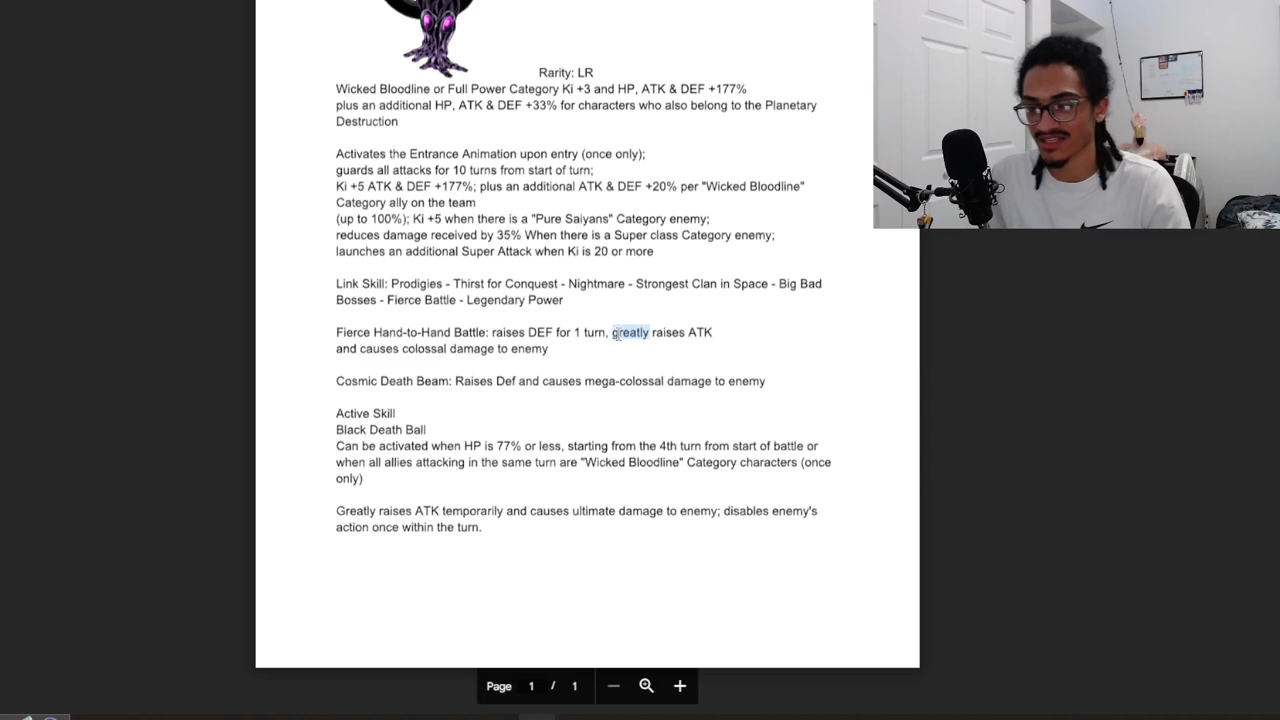 Rarity: LR
Wicked Bloodline or Full Power Category Ki +3 and HP, ATK & DEF +177%
plus an additional HP, ATK & DEF +33% for characters who also belong to the Planetary
Destruction
Activates the Entrance Animation upon entry (once only);
guards all attacks for 10 turns from start of turn;
Ki +5 ATK & DEF +177%; plus an additional ATK & DEF +20% per "Wicked Bloodline"
Category ally on the team
(up to 100%); Ki +5 when there is a "Pure Saiyans" Category enemy;
reduces damage received by 35% When there is a Super class Category enemy;
launches an additional Super Attack when Ki is 20 or more
Link Skill: Prodigies - Thirst for Conquest - Nightmare - Strongest Clan in Space - Big Bad
Bosses - Fierce Battle - Legendary Power
Fierce Hand-to-Hand Battle: raises DEF for 1 turn, greatly raises ATK
and causes colossal damage to enemy
Cosmic Death Beam: Raises Def and causes mega-colossal damage to enemy
Active Skill
Black Death Ball
Can be activated when HP is 77% or less, starting from the 4th turn from start of battle or
when all allies attacking in the same turn are "Wicked Bloodline" Category characters (once
only)
Greatly raises ATK temporarily and causes ultimate damage to enemy; disables enemy's
action once within the turn.
Page 1 / 1